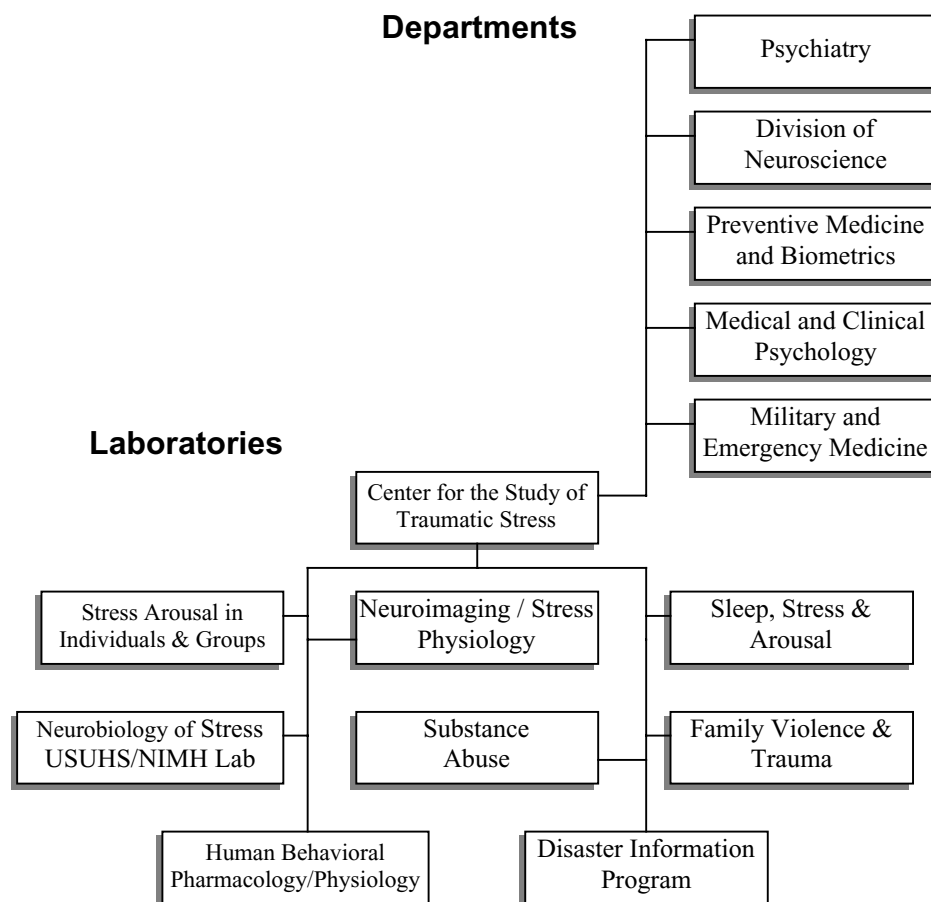 Departments
Psychiatry
Division of
Neuroscience
Preventive Medicine
and Biometrics
Medical and Clinical
Psychology
Military and
Emergency Medicine
Laboratories
Center for the Study of
Traumatic Stress
Stress Arousal in
Individuals & Groups
Neuroimaging / Stress
Physiology
Sleep, Stress &
Arousal
Neurobiology of Stress
USUHS/NIMH Lab
Substance
Abuse
Family Violence &
Trauma
Human Behavioral
Pharmacology/Physiology
Disaster Information
Program